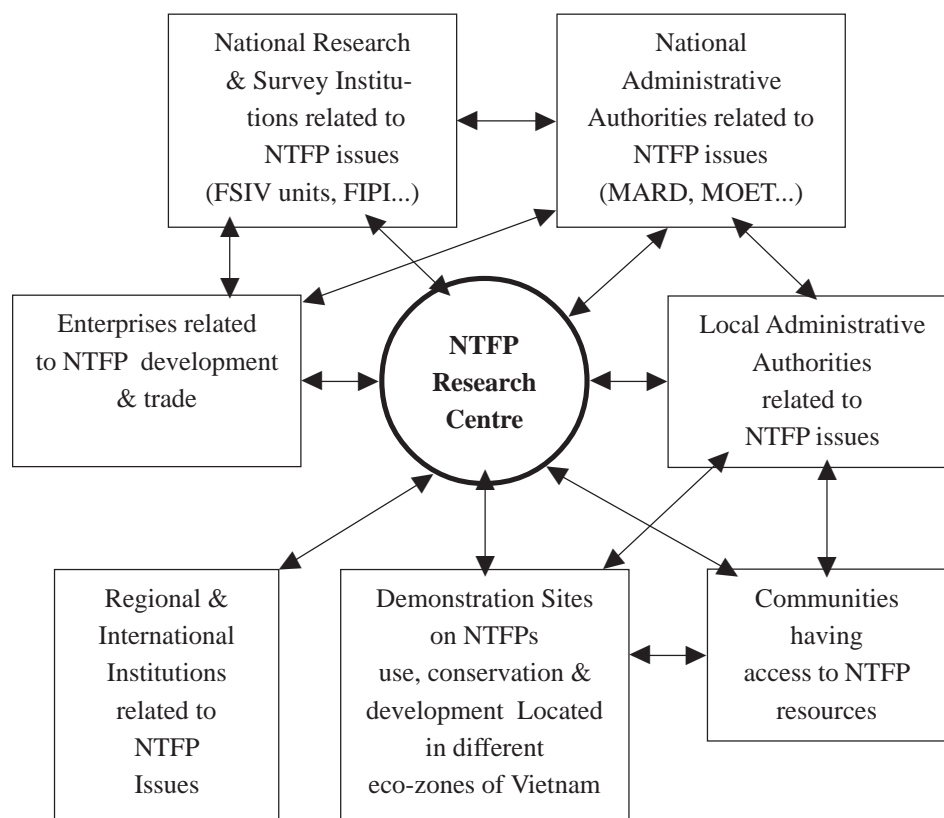 National Research
& Survey Institu-
tions related to
NTFP issues
(FSIV units, FIPI...)
National
Administrative
Authorities related to
NTFP issues
(MARD, MOET...)
Enterprises related
to NTFP development
& trade
NTFP
Research
Centre
Local Administrative
Authorities
related to
NTFP issues
Regional &
International
Institutions
related to
NTFP
Issues
Demonstration Sites
on NTFPs
use, conservation &
development Located
in different
eco-zones of Vietnam
Communities
having
access to NTFP
resources